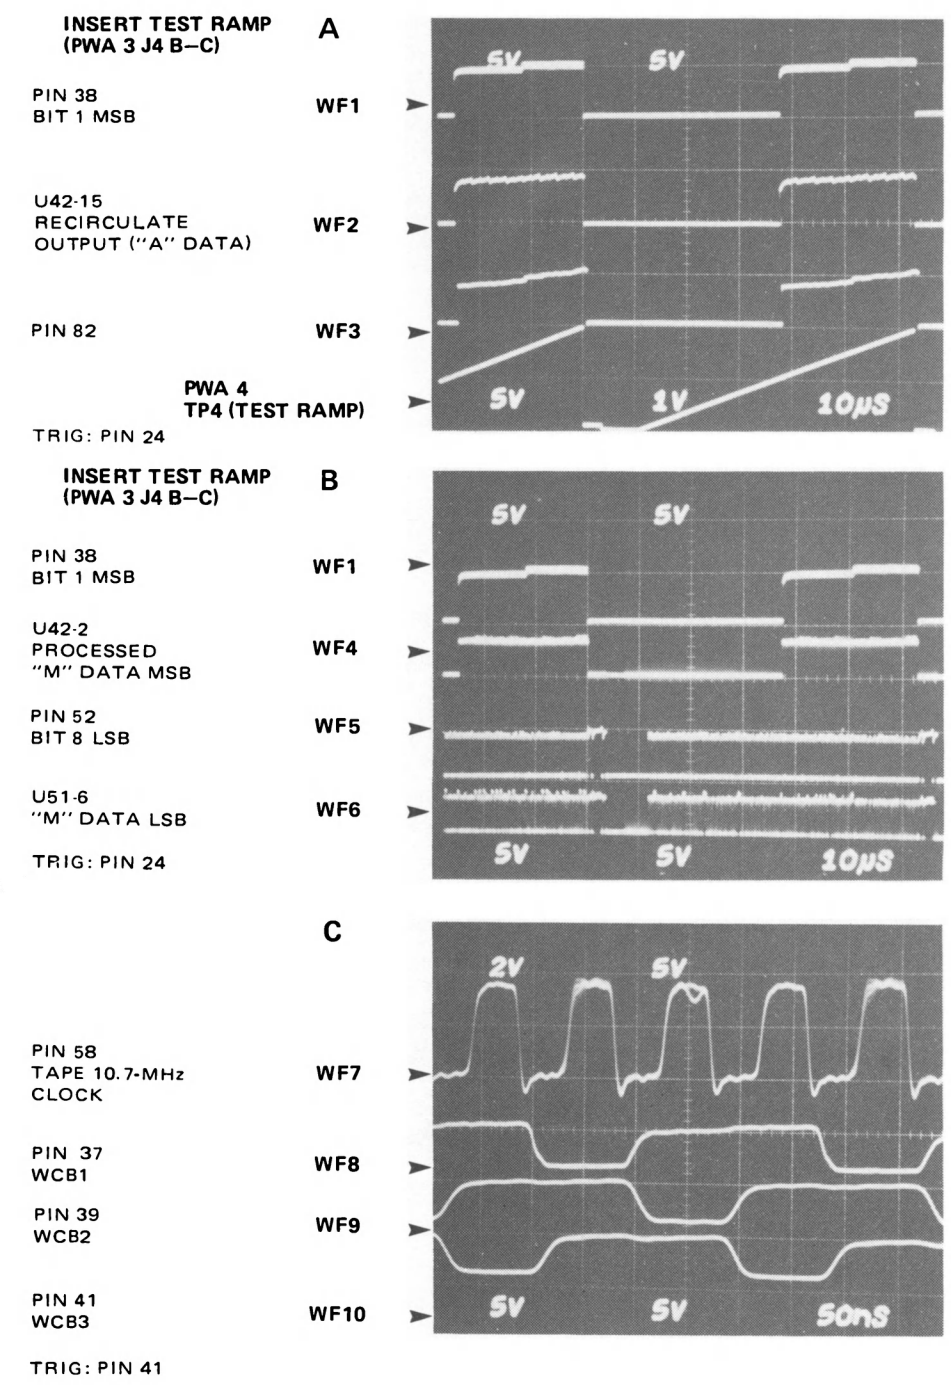 INSERT TEST RAMP A
(PWA 3 J4 B–C)
5V 5V
PIN 38
BIT 1 MSB
WF1
U42-15
RECIRCULATE
OUTPUT ("A" DATA)
WF2
PIN 82
WF3
PWA 4
TP4 (TEST RAMP)
5V 1V 10µS
TRIG: PIN 24
INSERT TEST RAMP B
(PWA 3 J4 B–C)
5V 5V
PIN 38
BIT 1 MSB
WF1
U42-2
PROCESSED
"M" DATA MSB
WF4
PIN 52
BIT 8 LSB
WF5
U51-6
"M" DATA LSB
WF6
5V 5V 10µS
TRIG: PIN 24
C
2V 5V
PIN 58
TAPE 10.7-MHz
CLOCK
WF7
PIN 37
WCB1
WF8
PIN 39
WCB2
WF9
PIN 41
WCB3
WF10
5V 5V 50nS
TRIG: PIN 41